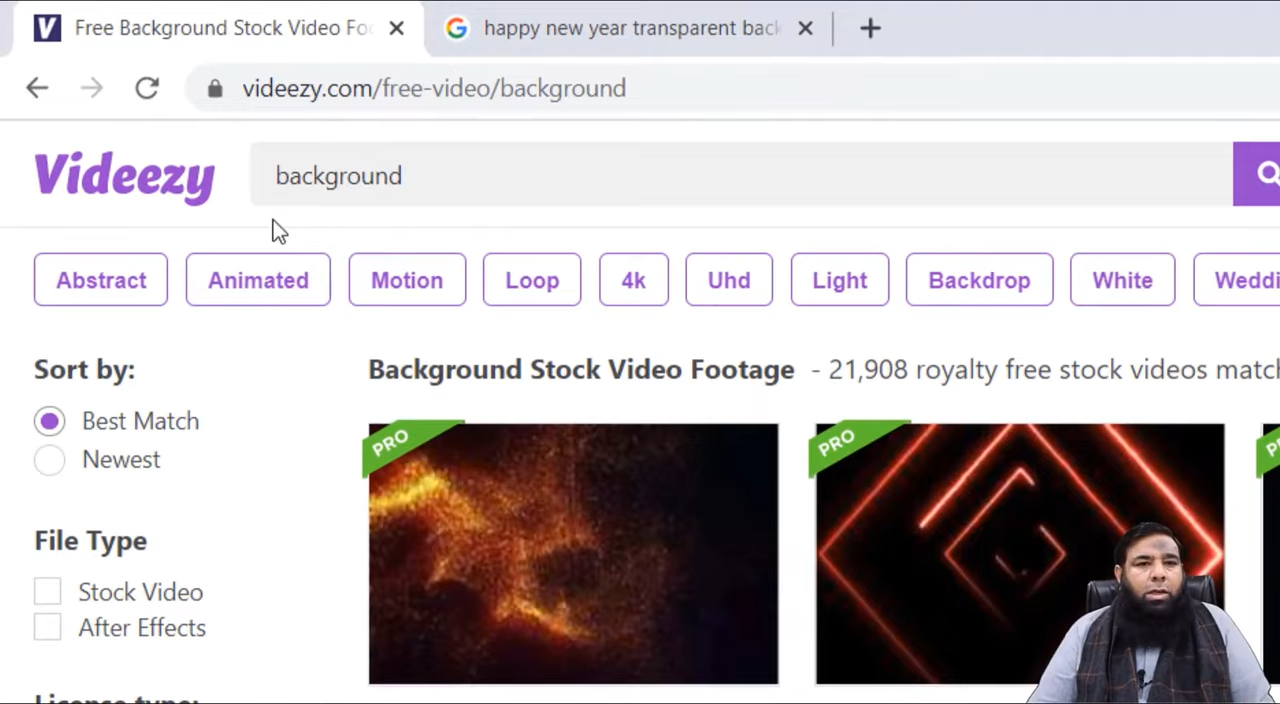 Free Background Stock Video Fo
happy new year transparent back
videezy.com/free-video/background
Videezy
background
Abstract
Animated
Motion
Loop
4k
Uhd
Light
Backdrop
White
Weddi
Sort by:
Best Match
Newest
Background Stock Video Footage - 21,908 royalty free stock videos match
PRO
PRO
File Type
Stock Video
After Effects
License type: